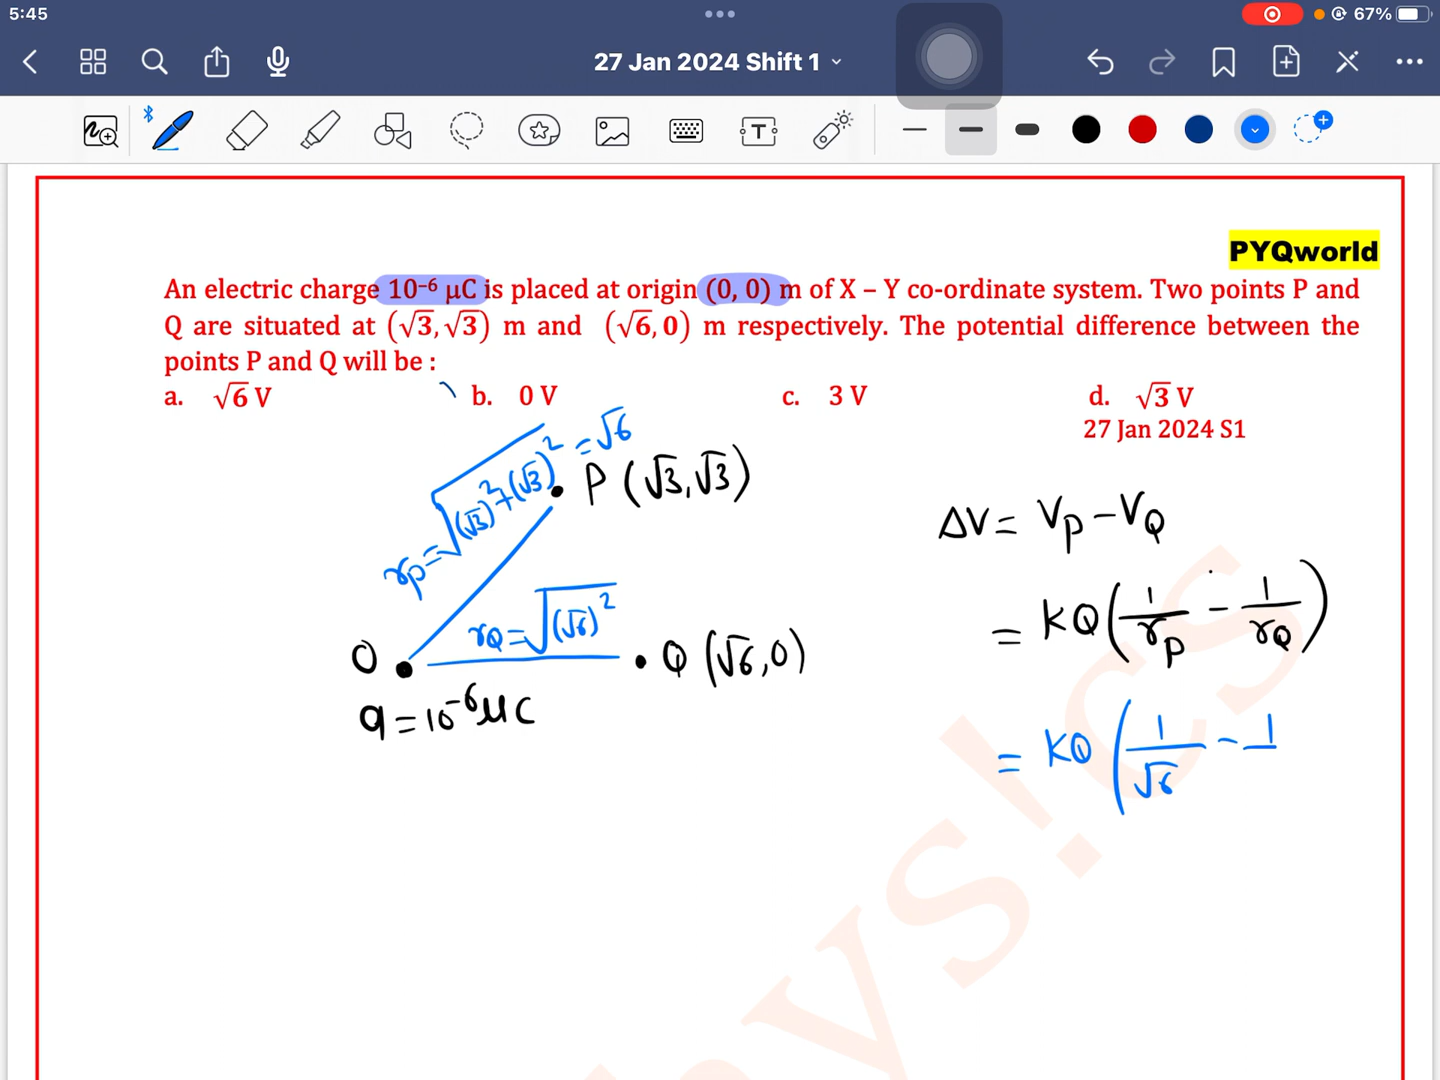 5:45
67%
27 Jan 2024 Shift 1
T
PYQworld
An electric charge 10⁻⁶ μC is placed at origin (0, 0) m of X – Y co-ordinate system. Two points P and
Q are situated at (√3, √3) m and (√6, 0) m respectively. The potential difference between the
points P and Q will be :
a. √6 V b. 0 V c. 3 V d. √3 V
27 Jan 2024 S1
rp = √(√3)² + (√3)² = √6
P (√3, √3)
ΔV = Vp – VQ
= KQ (1/rp – 1/rQ)
rQ = √(√6)²
O
Q (√6, 0)
q = 10⁻⁶ μC
= KQ (1/√6 – 1